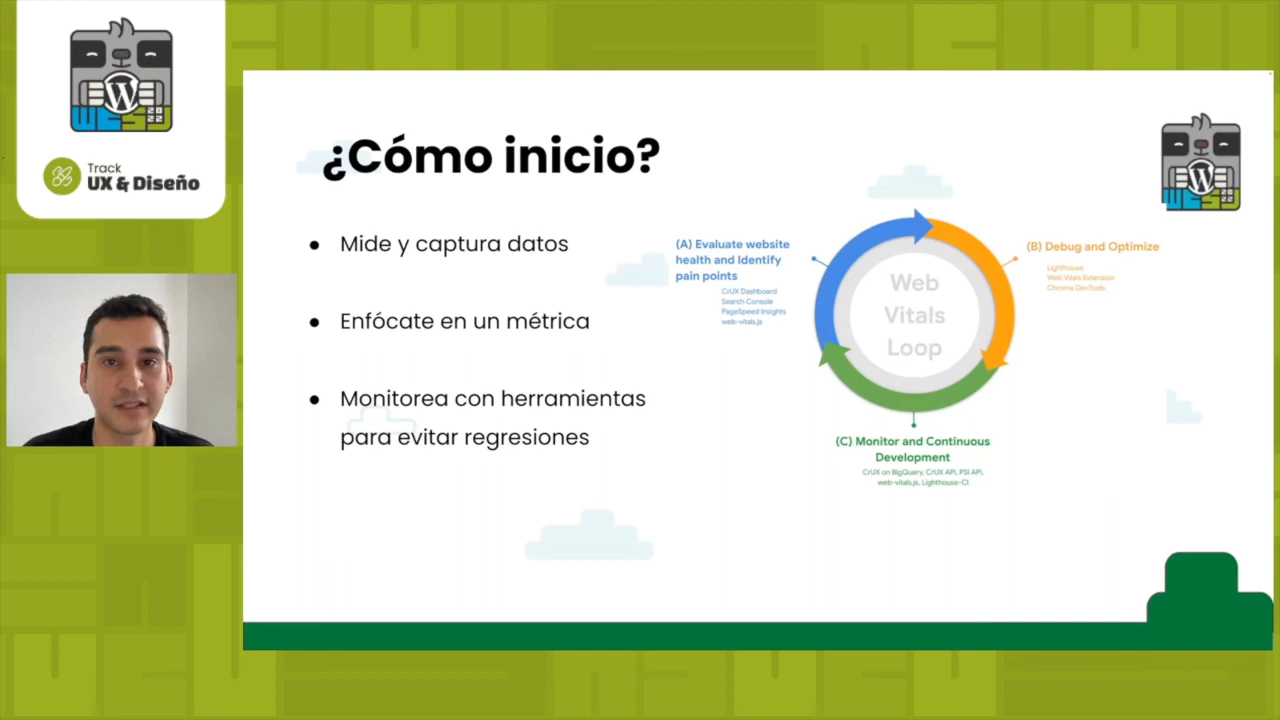 Track
UX & Diseño
¿Cómo inicio?
● Mide y captura datos
● Enfócate en un métrica
● Monitorea con herramientas
para evitar regresiones
(A) Evaluate website
health and Identify
pain points
CrUX Dashboard
Search Console
PageSpeed Insights
web-vitals.js
Web
Vitals
Loop
(B) Debug and Optimize
Lighthouse
Web Vitals Extension
Chrome DevTools
(C) Monitor and Continuous
Development
CrUX on BigQuery, CrUX API, PSI API,
web-vitals.js, Lighthouse-CI